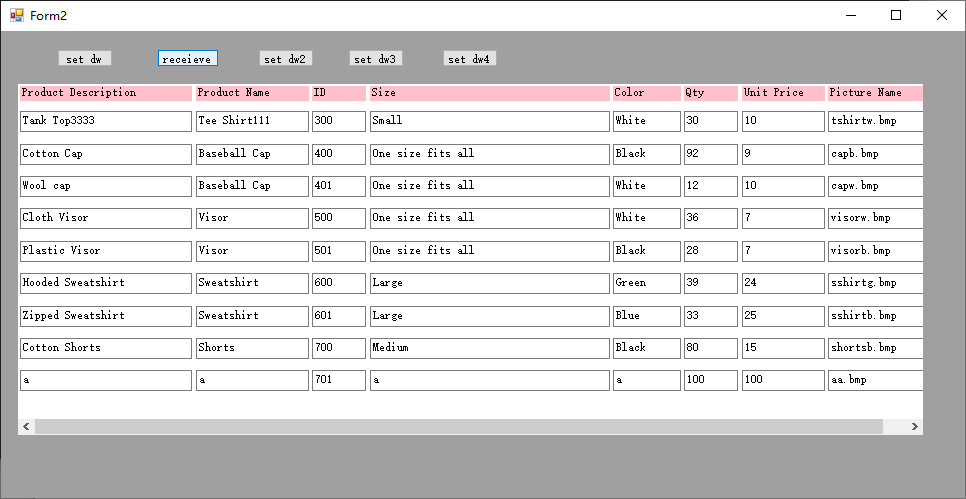 Form2
set dw receieve set dw2 set dw3 set dw4
Product Description Product Name ID Size Color Qty Unit Price Picture Name
Tank Top3333 Tee Shirt111 300 Small White 30 10 tshirtw.bmp
Cotton Cap Baseball Cap 400 One size fits all Black 92 9 capb.bmp
Wool cap Baseball Cap 401 One size fits all White 12 10 capw.bmp
Cloth Visor Visor 500 One size fits all White 36 7 visorw.bmp
Plastic Visor Visor 501 One size fits all Black 28 7 visorb.bmp
Hooded Sweatshirt Sweatshirt 600 Large Green 39 24 sshirtg.bmp
Zipped Sweatshirt Sweatshirt 601 Large Blue 33 25 sshirtb.bmp
Cotton Shorts Shorts 700 Medium Black 80 15 shortsb.bmp
a a 701 a a 100 100 aa.bmp